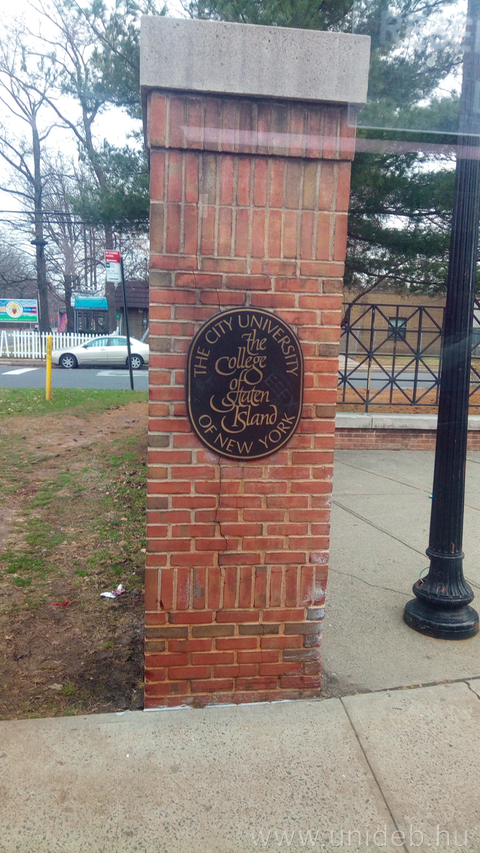 THE CITY UNIVERSITY
The
College
of
Staten
Island
OF NEW YORK
www.unideb.hu